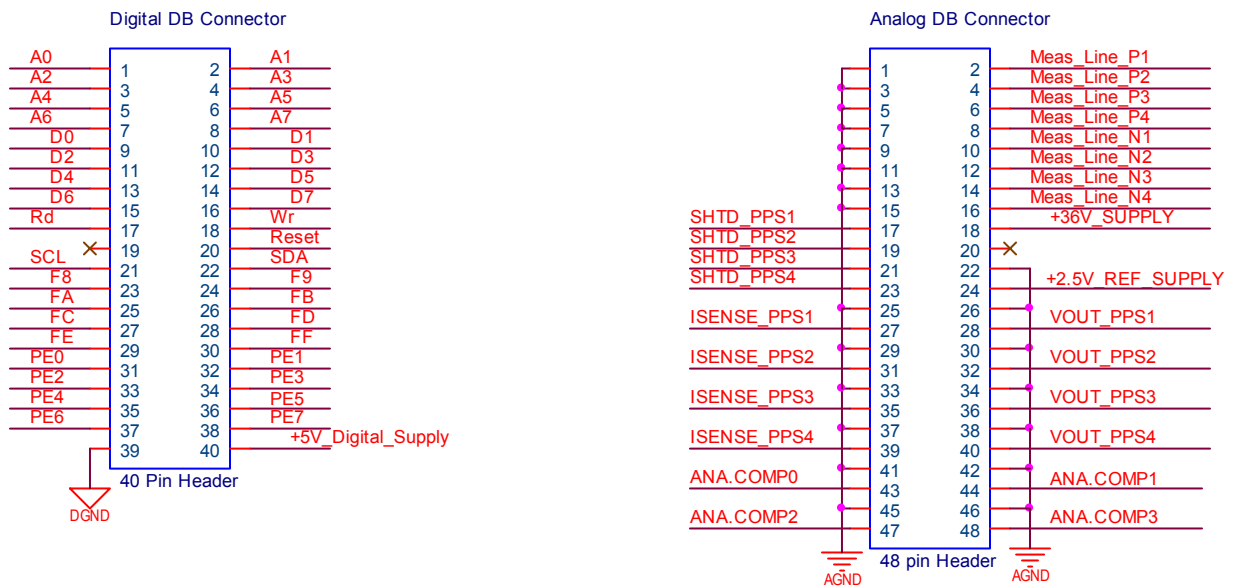 Digital DB Connector
A0 1 2 A1
A2 3 4 A3
A4 5 6 A5
A6 7 8 A7
D0 9 10 D1
D2 11 12 D3
D4 13 14 D5
D6 15 16 D7
Rd 17 18 Wr
19 20 Reset
SCL 21 22 SDA
F8 23 24 F9
FA 25 26 FB
FC 27 28 FD
FE 29 30 FF
PE0 31 32 PE1
PE2 33 34 PE3
PE4 35 36 PE5
PE6 37 38 PE7
39 40 +5V_Digital_Supply
40 Pin Header
DGND
Analog DB Connector
1 2 Meas_Line_P1
3 4 Meas_Line_P2
5 6 Meas_Line_P3
7 8 Meas_Line_P4
9 10 Meas_Line_N1
11 12 Meas_Line_N2
13 14 Meas_Line_N3
15 16 Meas_Line_N4
SHTD_PPS1 17 18 +36V_SUPPLY
SHTD_PPS2 19 20
SHTD_PPS3 21 22
SHTD_PPS4 23 24 +2.5V_REF_SUPPLY
25 26
ISENSE_PPS1 27 28 VOUT_PPS1
29 30
ISENSE_PPS2 31 32 VOUT_PPS2
33 34
ISENSE_PPS3 35 36 VOUT_PPS3
37 38
ISENSE_PPS4 39 40 VOUT_PPS4
41 42
ANA.COMP0 43 44 ANA.COMP1
45 46
ANA.COMP2 47 48 ANA.COMP3
48 pin Header
AGND
AGND